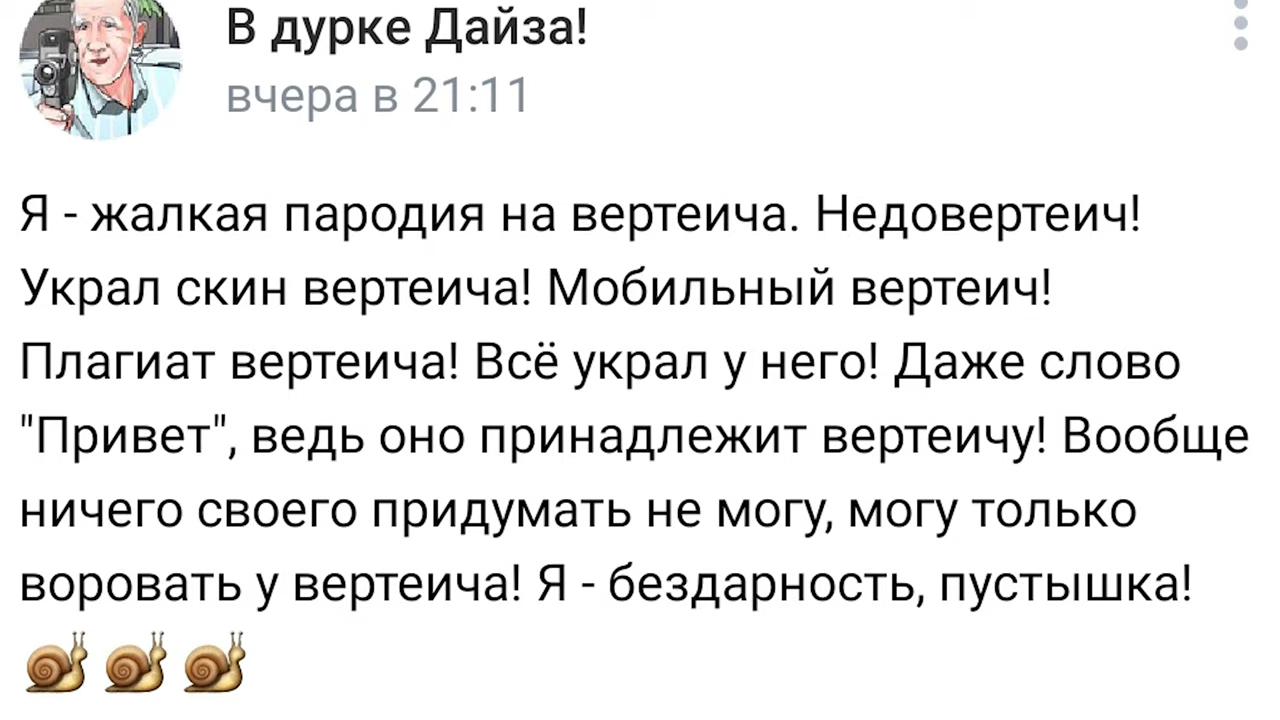 В дурке Дайза!
вчера в 21:11
Я - жалкая пародия на вертеича. Недовертеич!
Украл скин вертеича! Мобильный вертеич!
Плагиат вертеича! Всё украл у него! Даже слово
"Привет", ведь оно принадлежит вертеичу! Вообще
ничего своего придумать не могу, могу только
воровать у вертеича! Я - бездарность, пустышка!
🐌🐌🐌